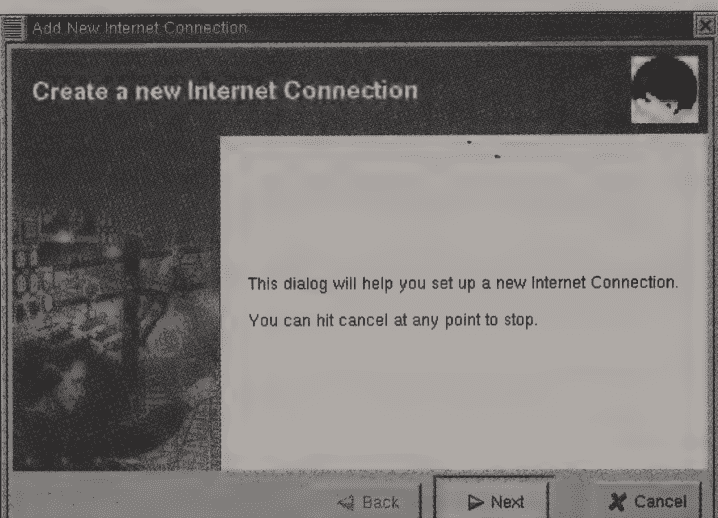 Add New Internet Connection
Create a new Internet Connection
This dialog will help you set up a new Internet Connection.
You can hit cancel at any point to stop.
Back
Next
Cancel